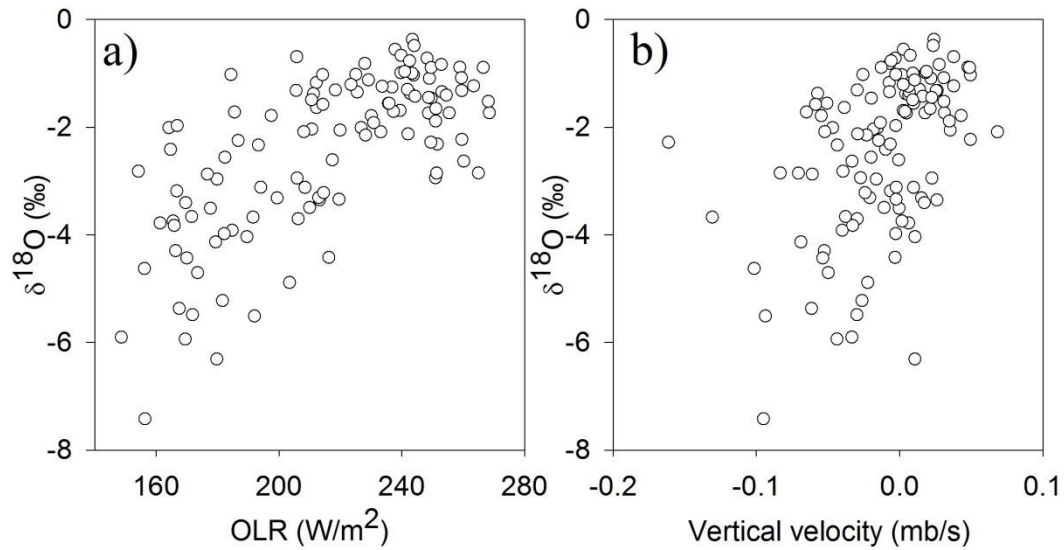 a)
δ18O (‰)
0
-2
-4
-6
-8
160 200 240 280
OLR (W/m2)
b)
δ18O (‰)
0
-2
-4
-6
-8
-0.2 -0.1 0.0 0.1
Vertical velocity (mb/s)